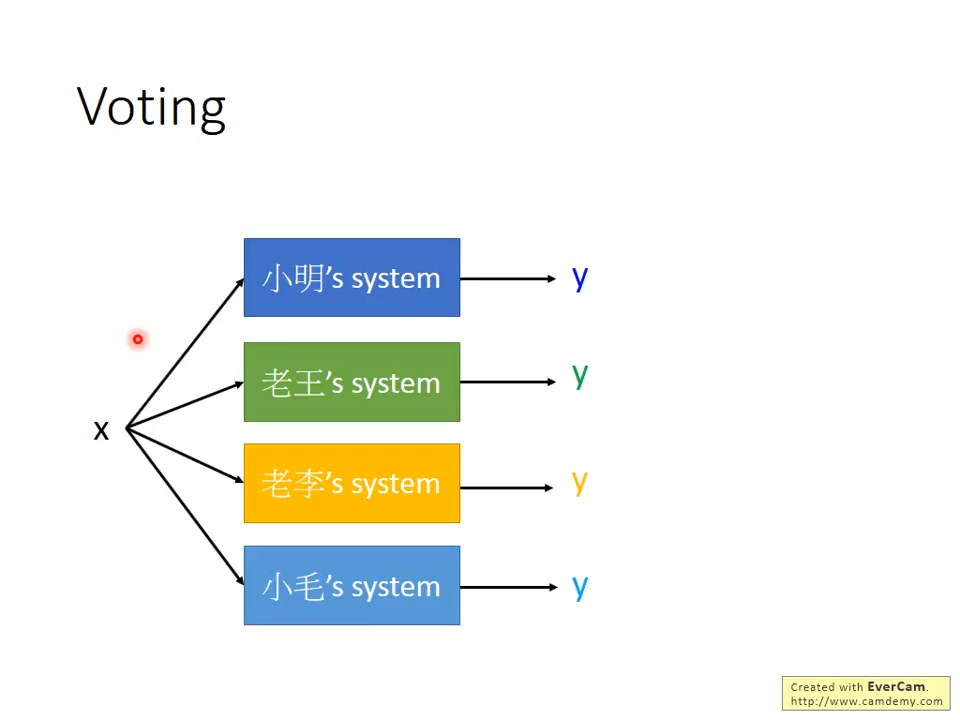 Voting
小明's system
y
老王's system
y
x
老李's system
y
小毛's system
y
Created with EverCam.
http://www.camdemy.com